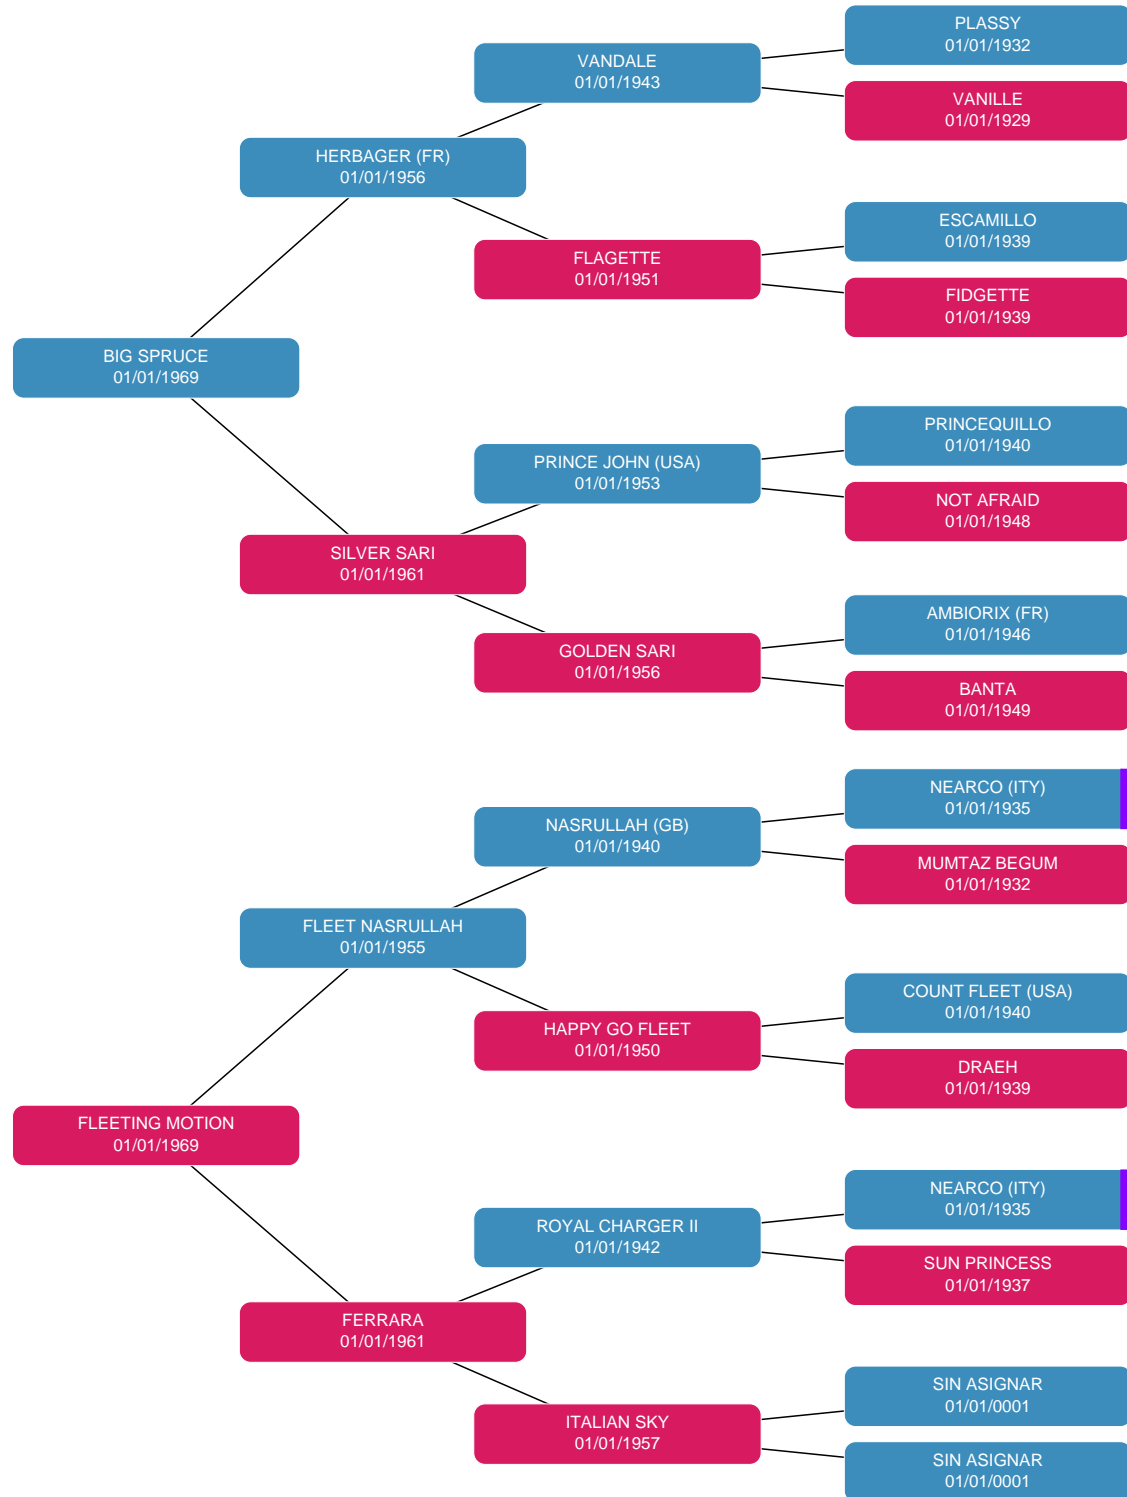 PLASSY
01/01/1932
VANDALE
01/01/1943
VANILLE
01/01/1929
HERBAGER (FR)
01/01/1956
ESCAMILLO
01/01/1939
FLAGETTE
01/01/1951
FIDGETTE
01/01/1939
BIG SPRUCE
01/01/1969
PRINCEQUILLO
01/01/1940
PRINCE JOHN (USA)
01/01/1953
NOT AFRAID
01/01/1948
SILVER SARI
01/01/1961
AMBIORIX (FR)
01/01/1946
GOLDEN SARI
01/01/1956
BANTA
01/01/1949
NEARCO (ITY)
01/01/1935
NASRULLAH (GB)
01/01/1940
MUMTAZ BEGUM
01/01/1932
FLEET NASRULLAH
01/01/1955
COUNT FLEET (USA)
01/01/1940
HAPPY GO FLEET
01/01/1950
DRAEH
01/01/1939
FLEETING MOTION
01/01/1969
NEARCO (ITY)
01/01/1935
ROYAL CHARGER II
01/01/1942
SUN PRINCESS
01/01/1937
FERRARA
01/01/1961
SIN ASIGNAR
01/01/0001
ITALIAN SKY
01/01/1957
SIN ASIGNAR
01/01/0001